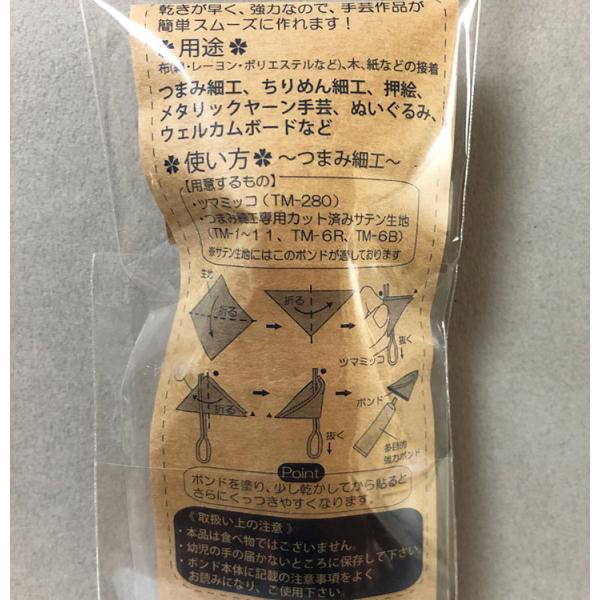 乾きが早く、強力なので、手芸作品が
簡単スムーズに作れます!
用途
布(綿・レーヨン・ポリエステルなど)、木、紙などの接着
つまみ細工、ちりめん細工、押絵、
メタリックヤーン手芸、ぬいぐるみ、
ウェルカムボードなど
使い方 〜つまみ細工〜
【用意するもの】
・ツマミッコ(TM-280)
・つまみ細工専用カット済みサテン生地
(TM-1〜11、TM-6R、TM-6B)
※サテン生地にはこのボンドが適しております
生地
折る
折る
抜く
ツマミッコ
折る
抜く
ボンド
多目的
強力ボンド
Point
ボンドを塗り、少し乾かしてから貼ると
さらにくっつきやすくなります。
《 取扱い上の注意 》
・本品は食べ物ではございません。
・幼児の手の届かないところに保存して下さい。
・ボンド本体に記載の注意事項をよく
お読みになり、ご使用下さい。